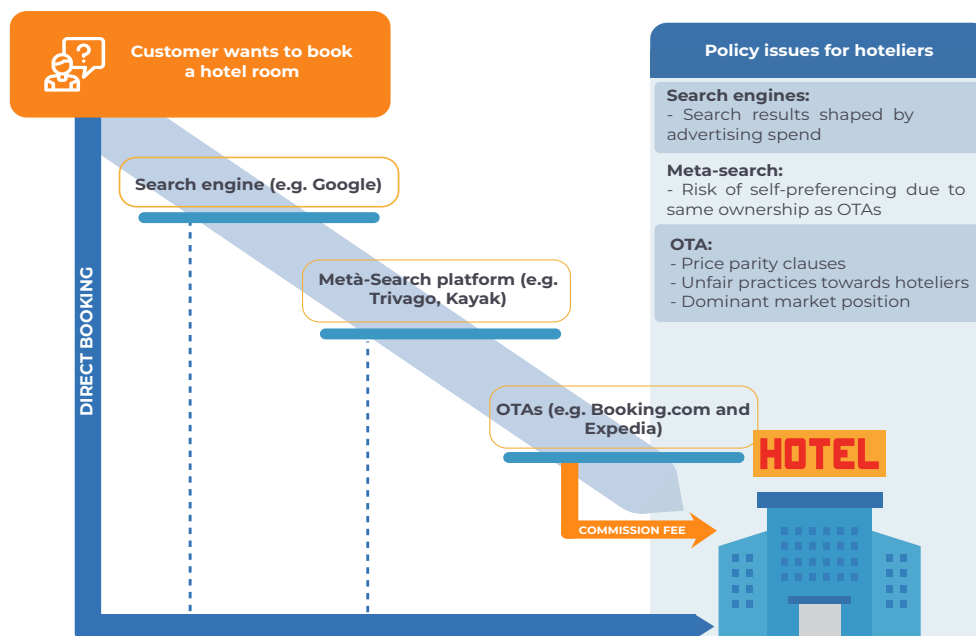 Customer wants to book
a hotel room
?
Search engine (e.g. Google)
Metà-Search platform (e.g.
Trivago, Kayak)
OTAs (e.g. Booking.com and
Expedia)
COMMISSION FEE
DIRECT BOOKING
HOTEL
Policy issues for hoteliers
Search engines:
- Search results shaped by
advertising spend
Meta-search:
- Risk of self-preferencing due to
same ownership as OTAs
OTA:
- Price parity clauses
- Unfair practices towards hoteliers
- Dominant market position